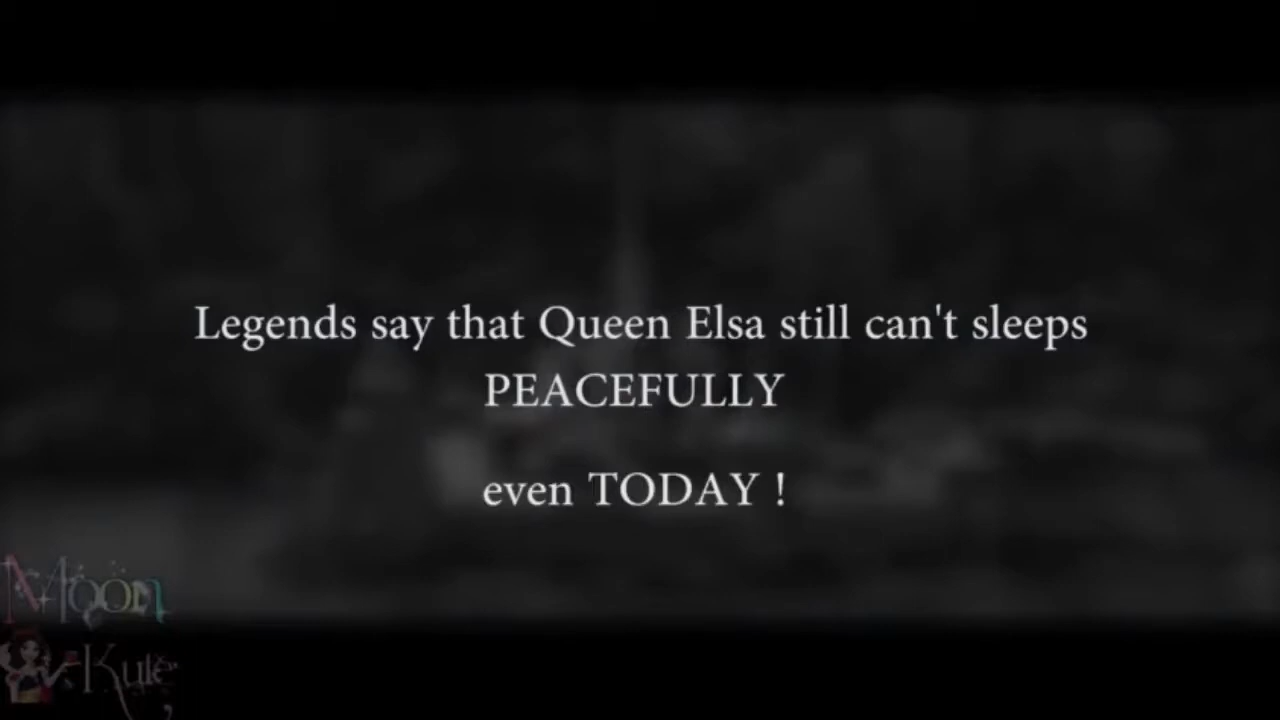 Legends say that Queen Elsa still can't sleeps
PEACEFULLY
even TODAY !
Moon
Kute